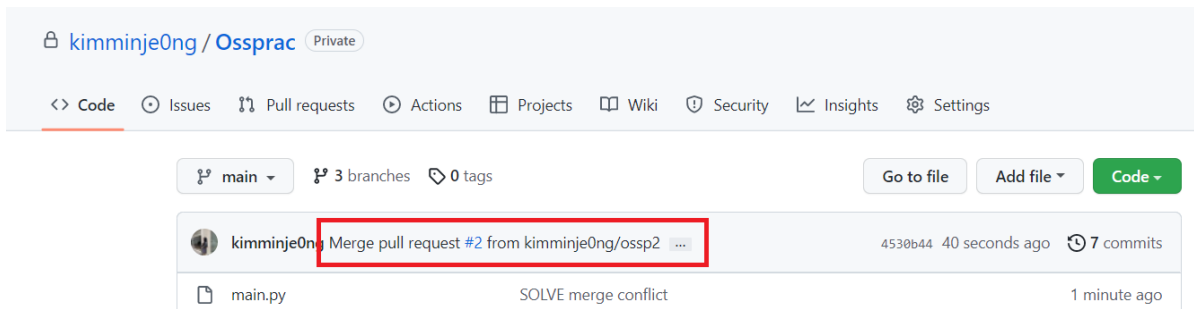 kimminje0ng / Ossprac Private
<> Code Issues Pull requests Actions Projects Wiki Security Insights Settings
main 3 branches 0 tags Go to file Add file Code
kimminje0ng Merge pull request #2 from kimminje0ng/ossp2 ... 4530b44 40 seconds ago 7 commits
main.py SOLVE merge conflict 1 minute ago